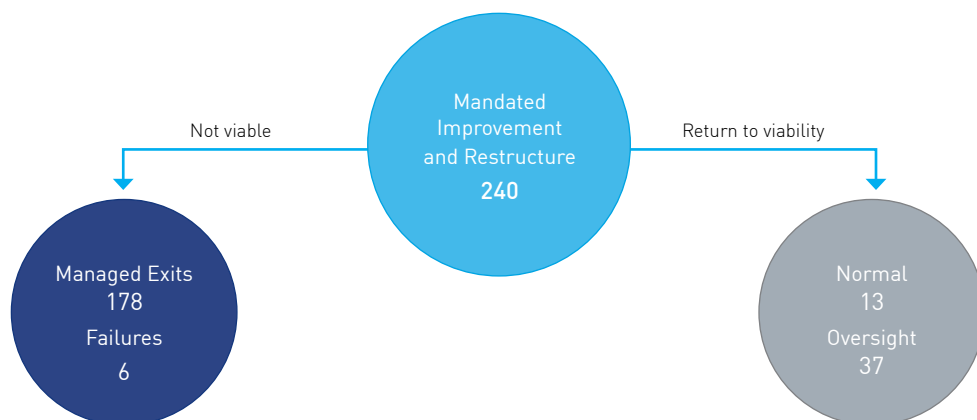 Mandated
Improvement
and Restructure
240
Not viable
Return to viability
Managed Exits
178
Failures
6
Normal
13
Oversight
37